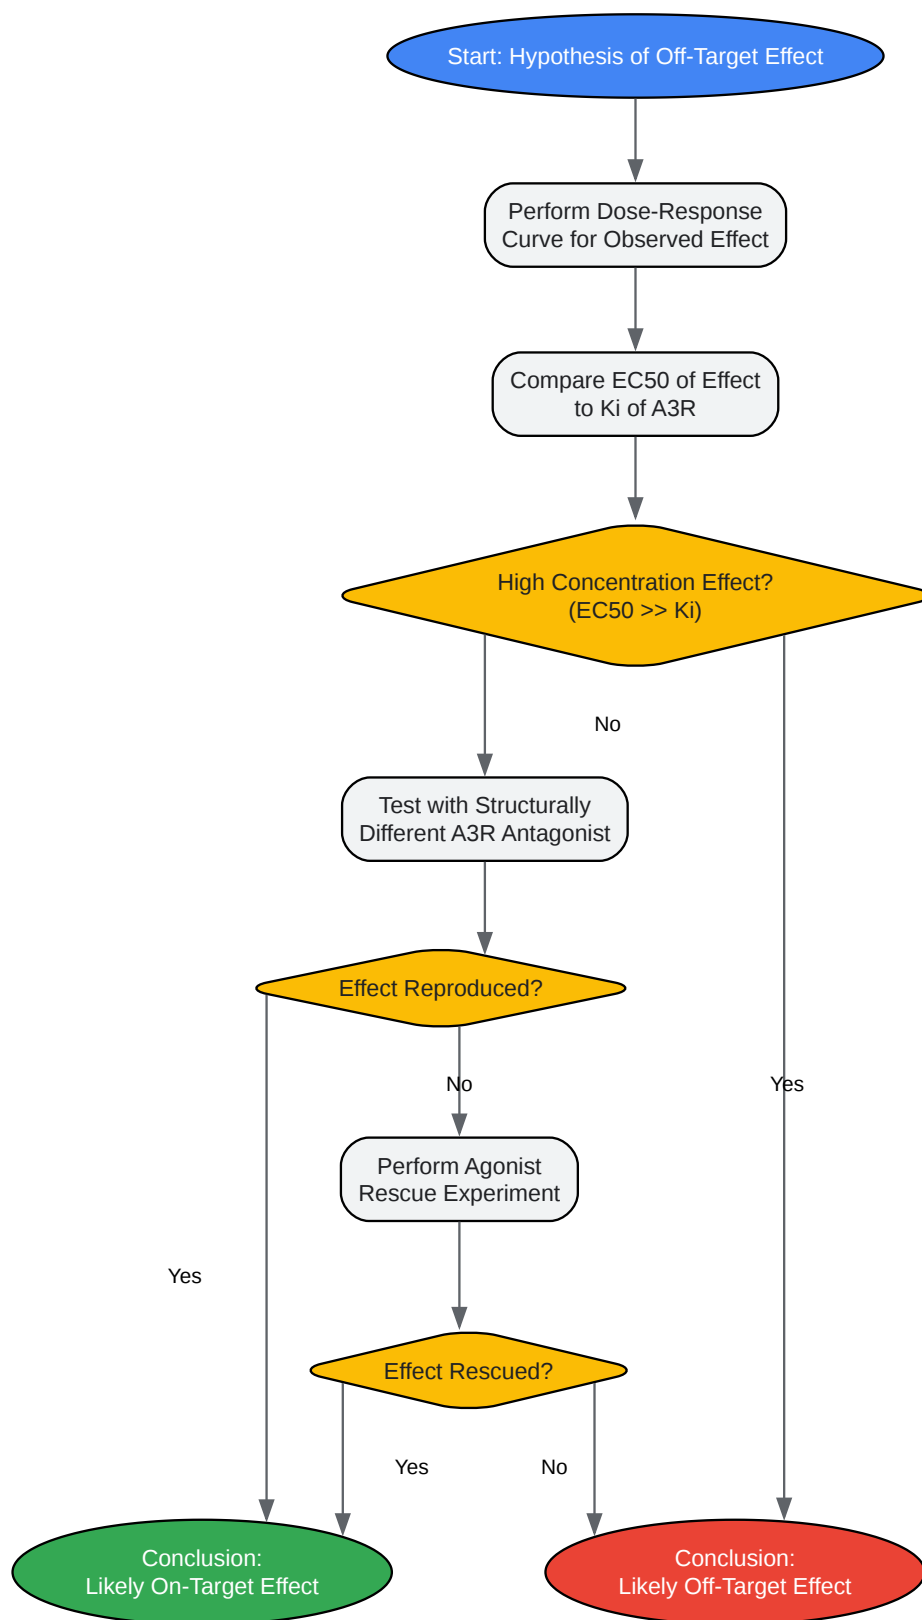 Start: Hypothesis of Off-Target Effect
Perform Dose-Response
Curve for Observed Effect
Compare EC50 of Effect
to Ki of A3R
High Concentration Effect?
(EC50 >> Ki)
No
Test with Structurally
Different A3R Antagonist
Effect Reproduced?
No
Yes
Perform Agonist
Rescue Experiment
Yes
Effect Rescued?
Yes
No
Conclusion:
Likely On-Target Effect
Conclusion:
Likely Off-Target Effect